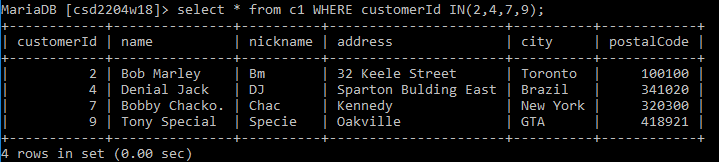 MariaDB [csd2204w18]> select * from c1 WHERE customerId IN(2,4,7,9);
+------------+---------------+----------+-----------------------+----------+------------+
| customerId | name          | nickname | address               | city     | postalCode |
+------------+---------------+----------+-----------------------+----------+------------+
|          2 | Bob Marley    | Bm       | 32 Keele Street       | Toronto  |     100100 |
|          4 | Denial Jack   | DJ       | Sparton Bulding East  | Brazil   |     341020 |
|          7 | Bobby Chacko. | Chac     | Kennedy               | New York |     320300 |
|          9 | Tony Special  | Specie   | Oakville              | GTA      |     418921 |
+------------+---------------+----------+-----------------------+----------+------------+
4 rows in set (0.00 sec)